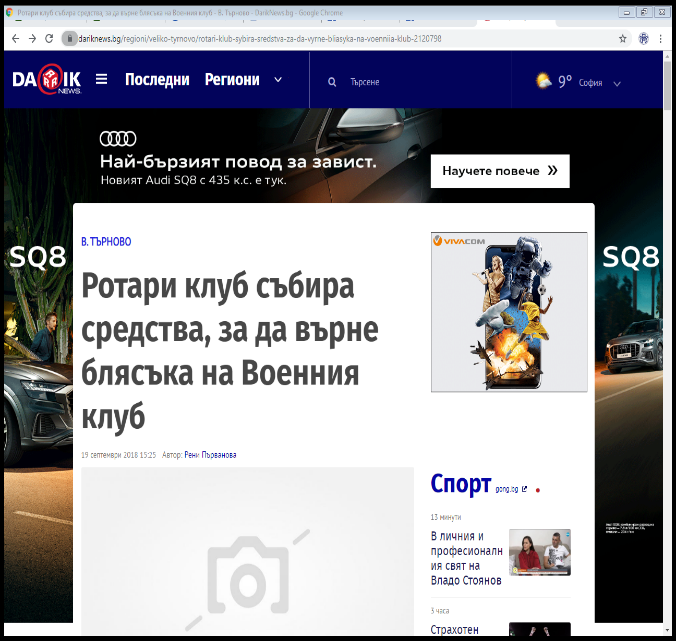 Ротари клуб събира средства, за да върне блясъка на Военния клуб - В. Търново - DarikNews.bg - Google Chrome
dariknews.bg/regioni/veliko-tyrnovo/rotari-klub-sybira-sredstva-za-da-vyrne-bliasyka-na-voenniia-klub-2120798
DARIK NEWS.
Последни
Региони
Търсене
9°
София
Най-бързият повод за завист.
Новият Audi SQ8 с 435 к.с. е тук.
Научете повече »
SQ8
SQ8
В. ТЪРНОВО
Ротари клуб събира
средства, за да върне
блясъка на Военния
клуб
19 септември 2018 15:25 Автор: Рени Първанова
VIVACOM
Спорт gong.bg
13 минути
В личния и
професионалн
ия свят на
Владо Стоянов
3 часа
Страхотен